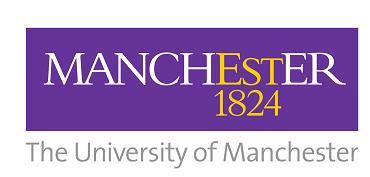 MANCHEstER
1824
The University of Manchester